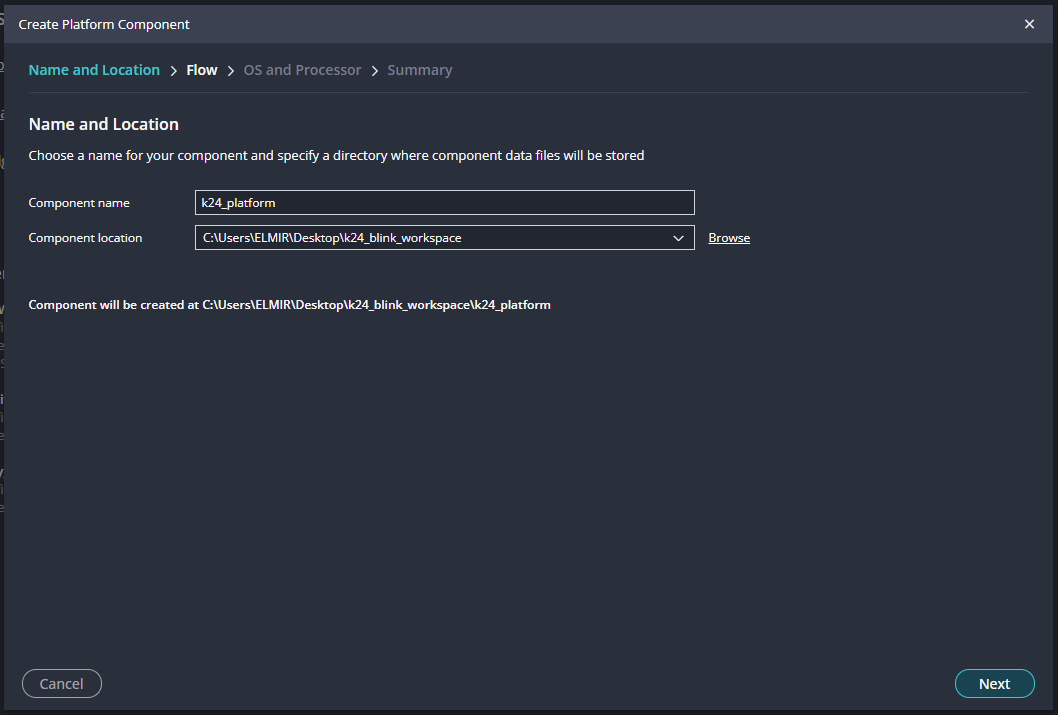 Create Platform Component
Name and Location > Flow > OS and Processor > Summary
Name and Location
Choose a name for your component and specify a directory where component data files will be stored
Component name k24_platform
Component location C:\Users\ELMIR\Desktop\k24_blink_workspace Browse
Component will be created at C:\Users\ELMIR\Desktop\k24_blink_workspace\k24_platform
Cancel Next